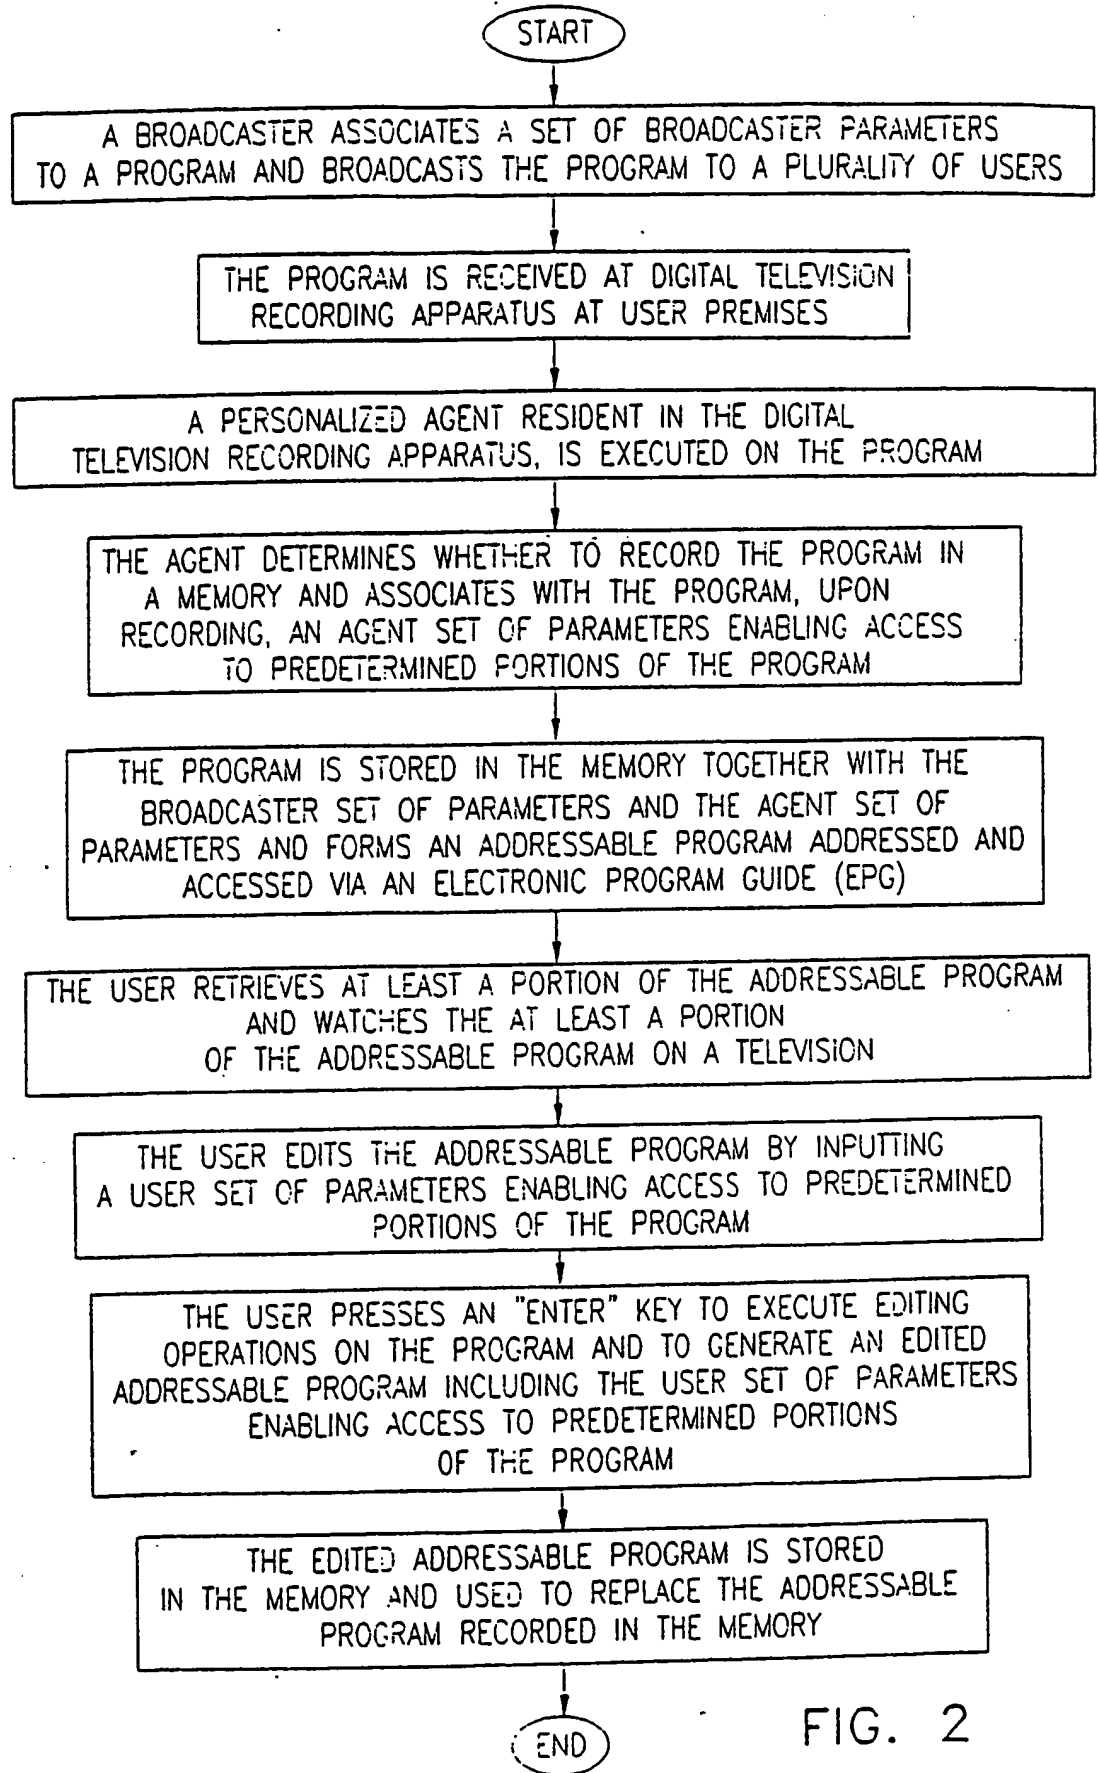 START
A BROADCASTER ASSOCIATES A SET OF BROADCASTER PARAMETERS
TO A PROGRAM AND BROADCASTS THE PROGRAM TO A PLURALITY OF USERS
THE PROGRAM IS RECEIVED AT DIGITAL TELEVISION
RECORDING APPARATUS AT USER PREMISES
A PERSONALIZED AGENT RESIDENT IN THE DIGITAL
TELEVISION RECORDING APPARATUS, IS EXECUTED ON THE PROGRAM
THE AGENT DETERMINES WHETHER TO RECORD THE PROGRAM IN
A MEMORY AND ASSOCIATES WITH THE PROGRAM, UPON
RECORDING, AN AGENT SET OF PARAMETERS ENABLING ACCESS
TO PREDETERMINED PORTIONS OF THE PROGRAM
THE PROGRAM IS STORED IN THE MEMORY TOGETHER WITH THE
BROADCASTER SET OF PARAMETERS AND THE AGENT SET OF
PARAMETERS AND FORMS AN ADDRESSABLE PROGRAM ADDRESSED AND
ACCESSED VIA AN ELECTRONIC PROGRAM GUIDE (EPG)
THE USER RETRIEVES AT LEAST A PORTION OF THE ADDRESSABLE PROGRAM
AND WATCHES THE AT LEAST A PORTION
OF THE ADDRESSABLE PROGRAM ON A TELEVISION
THE USER EDITS THE ADDRESSABLE PROGRAM BY INPUTTING
A USER SET OF PARAMETERS ENABLING ACCESS TO PREDETERMINED
PORTIONS OF THE PROGRAM
THE USER PRESSES AN "ENTER" KEY TO EXECUTE EDITING
OPERATIONS ON THE PROGRAM AND TO GENERATE AN EDITED
ADDRESSABLE PROGRAM INCLUDING THE USER SET OF PARAMETERS
ENABLING ACCESS TO PREDETERMINED PORTIONS
OF THE PROGRAM
THE EDITED ADDRESSABLE PROGRAM IS STORED
IN THE MEMORY AND USED TO REPLACE THE ADDRESSABLE
PROGRAM RECORDED IN THE MEMORY
END
FIG. 2